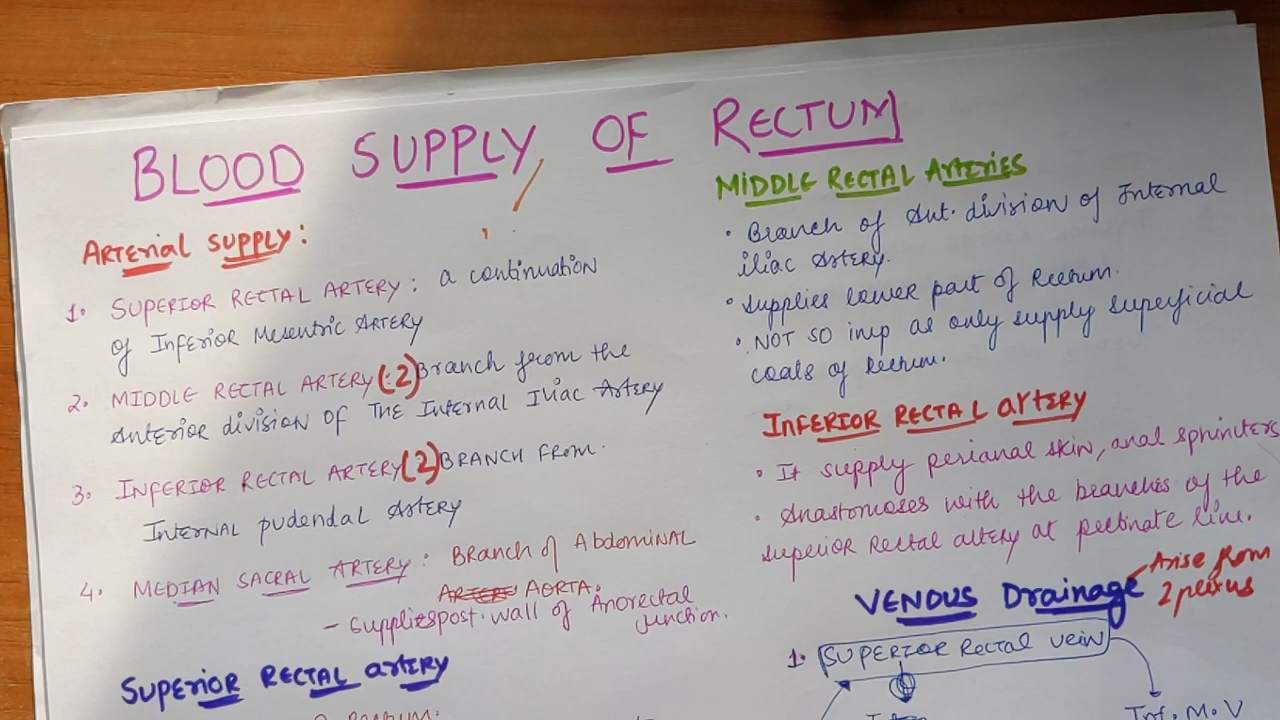 BLOOD SUPPLY OF RECTUM
ARTERIAL SUPPLY:
1. SUPERIOR RECTAL ARTERY: a continuation
of INFERIOR MESENTRIC ARTERY
2. MIDDLE RECTAL ARTERY (2) Branch from the
Anterior division of THE INTERNAL ILIAC ARTERY
3. INFERIOR RECTAL ARTERY (2) BRANCH FROM
INTERNAL pudendal ARTERY
4. MEDIAN SACRAL ARTERY: BRANCH of AbdomINAL
AORTA.
- Supplies post. wall of Anorectal
junction.
SUPERIOR RECTAL ARTERY
RECTUM.
MIDDLE RECTAL ARTERIES
• Branch of Ant. division of Internal
iliac Artery.
• Supplies lower part of Rectum.
• NOT SO imp as only supply superficial
coats of Rectum.
INFERIOR RECTAL ARTERY
• It supply perianal skin, anal sphincters
• Anastomoses with the branches of the
superior Rectal artery at pectinate line.
VENOUS Drainage
Arise from
2 plexus
1. SUPERIOR RECTAL VEIN
Inf. M. V